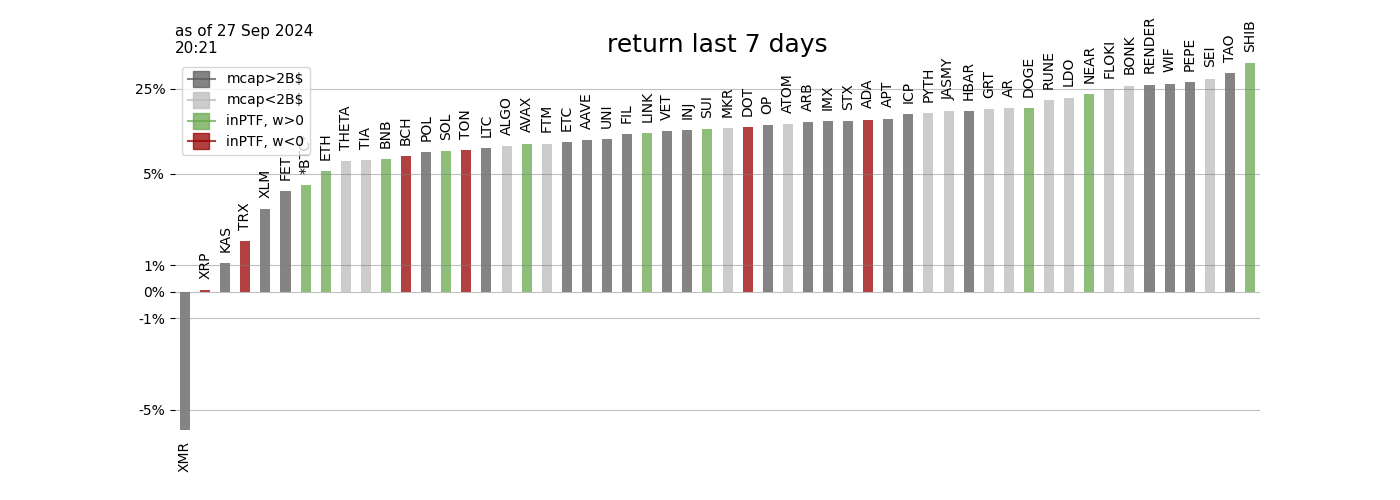 as of 27 Sep 2024
20:21
return last 7 days
mcap>2B$
mcap<2B$
inPTF, w>0
inPTF, w<0
25%
5%
1%
0%
-1%
-5%
XMR
XRP
KAS
TRX
XLM
FET
*BTC
ETH
THETA
TIA
BNB
BCH
POL
SOL
TON
LTC
ALGO
AVAX
FTM
ETC
AAVE
UNI
FIL
LINK
VET
INJ
SUI
MKR
DOT
OP
ATOM
ARB
IMX
STX
ADA
APT
ICP
PYTH
JASMY
HBAR
GRT
AR
DOGE
RUNE
LDO
NEAR
FLOKI
BONK
RENDER
WIF
PEPE
SEI
TAO
SHIB